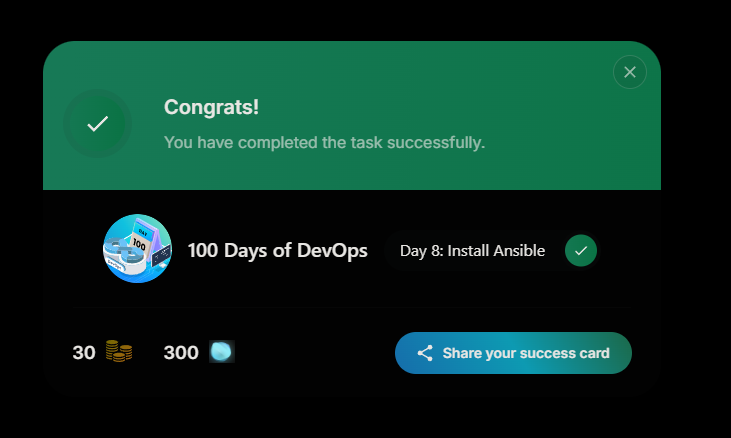 Congrats!
You have completed the task successfully.
100 Days of DevOps
Day 8: Install Ansible
30
300
Share your success card